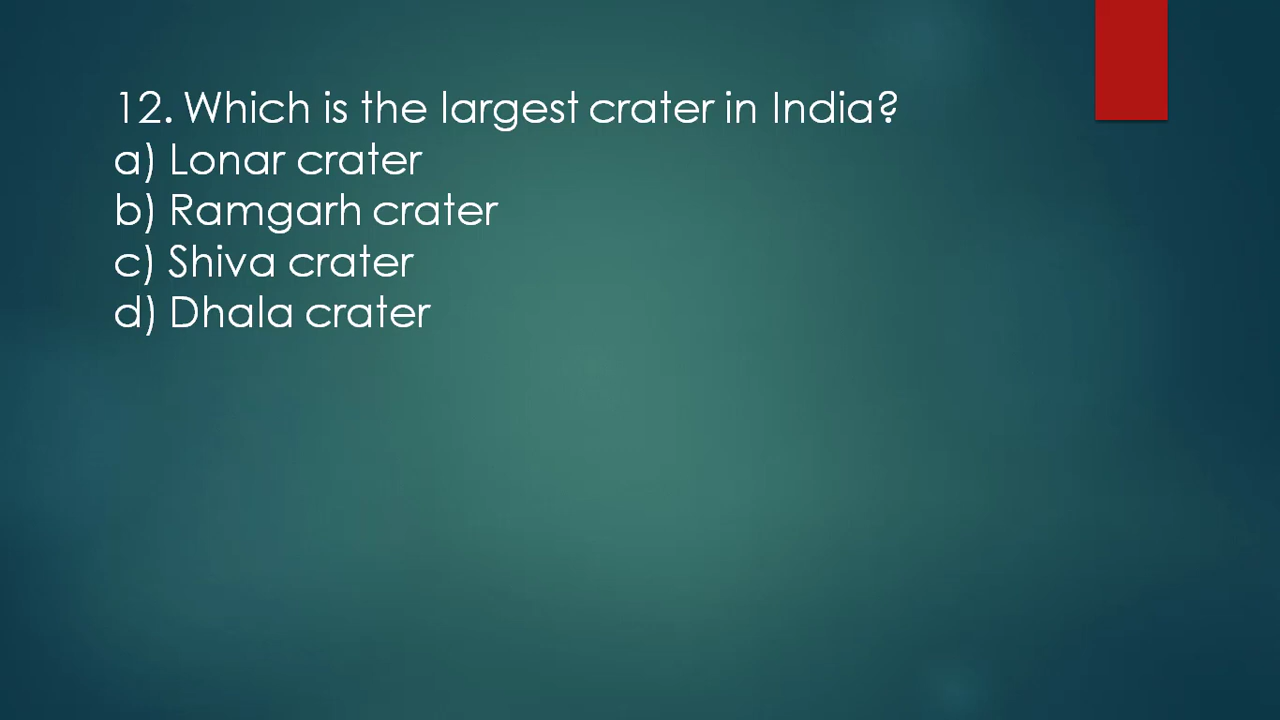 12. Which is the largest crater in India?
a) Lonar crater
b) Ramgarh crater
c) Shiva crater
d) Dhala crater